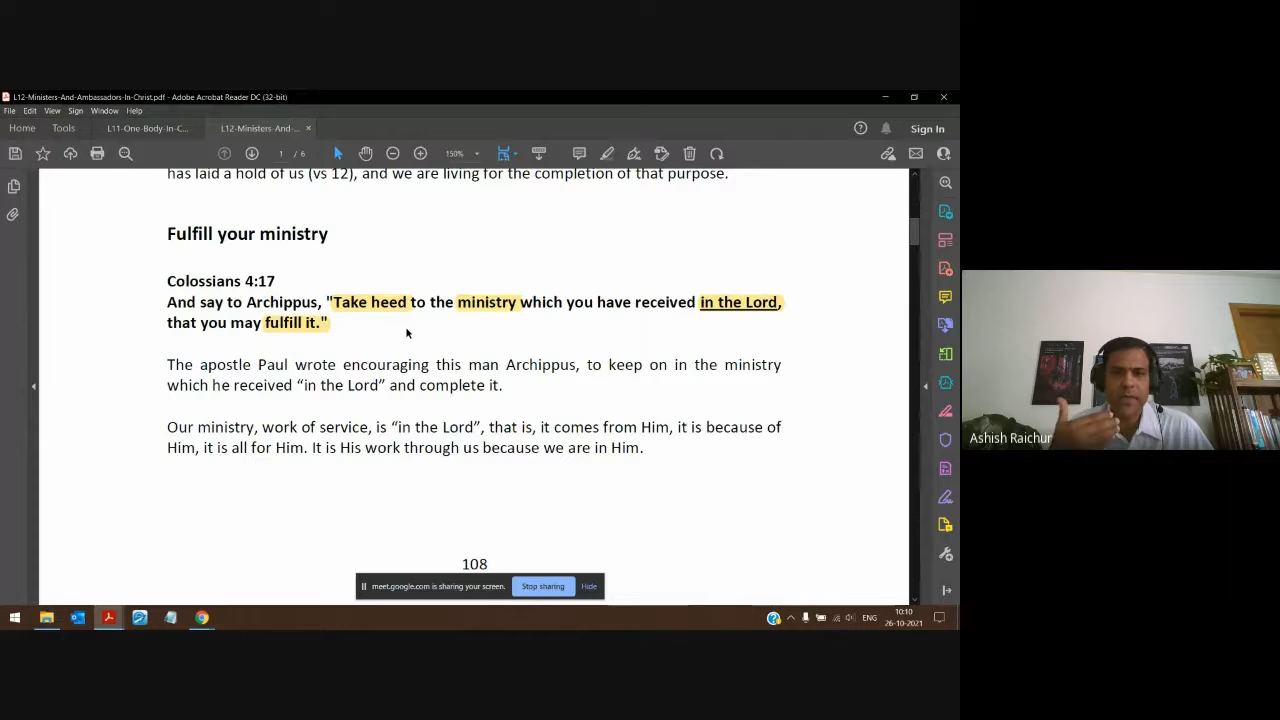 L12-Ministers-And-Ambassadors-In-Christ.pdf - Adobe Acrobat Reader DC (32-bit)
File Edit View Sign Window Help
Home Tools L11-One-Body-In-C... L12-Ministers-And-... × Sign In
1 / 6 150%
has laid a hold of us (vs 12), and we are living for the completion of that purpose.
Fulfill your ministry
Colossians 4:17
And say to Archippus, "Take heed to the ministry which you have received in the Lord,
that you may fulfill it."
The apostle Paul wrote encouraging this man Archippus, to keep on in the ministry
which he received “in the Lord” and complete it.
Our ministry, work of service, is “in the Lord”, that is, it comes from Him, it is because of
Him, it is all for Him. It is His work through us because we are in Him.
108
meet.google.com is sharing your screen. Stop sharing Hide
ENG
10:10
26-10-2021
Ashish Raichur